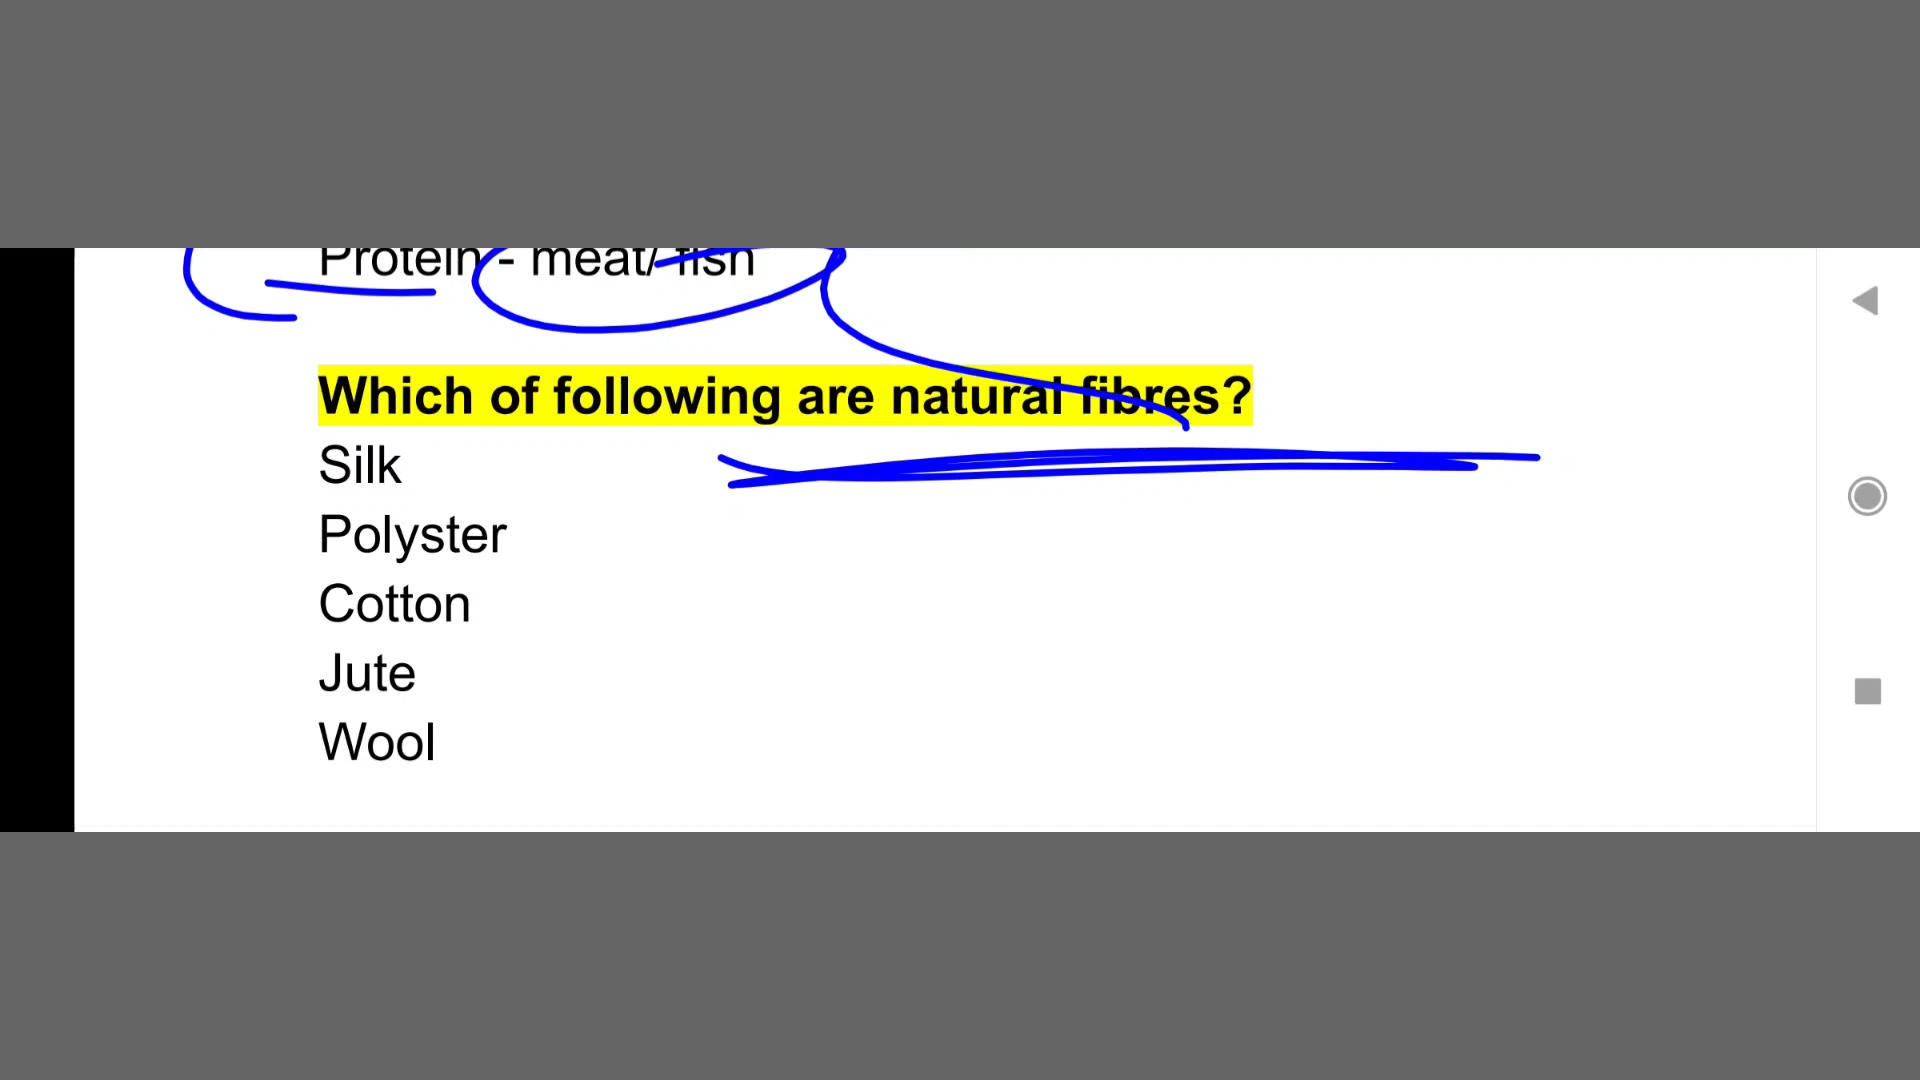 Protein - meat/ fish
Which of following are natural fibres?
Silk
Polyster
Cotton
Jute
Wool